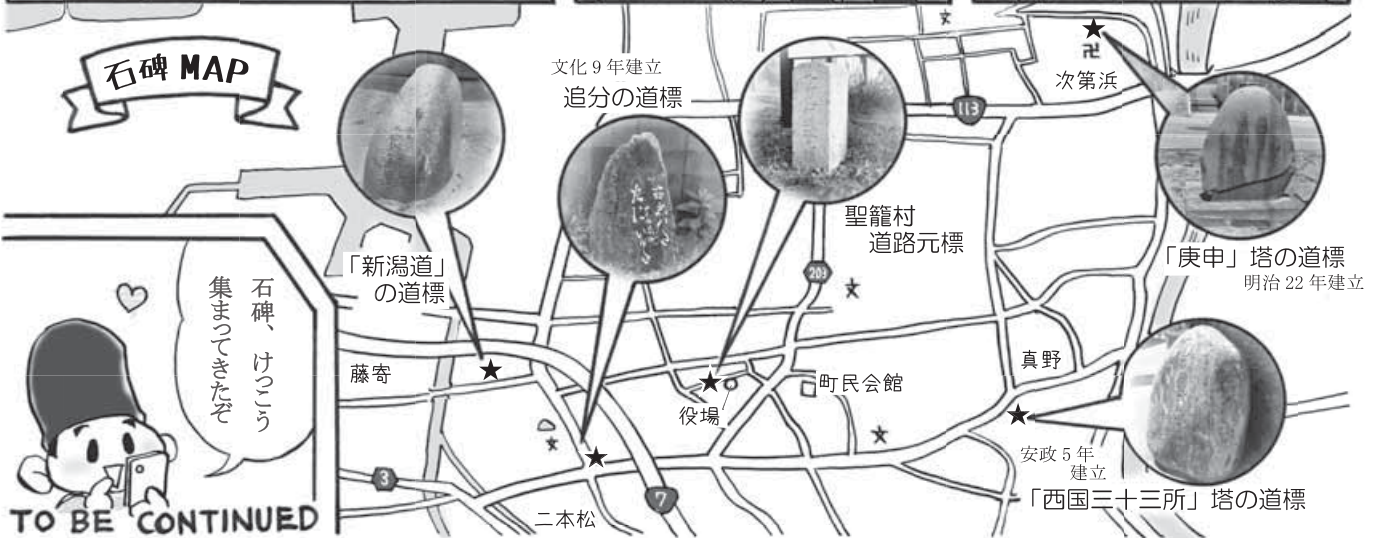 石碑MAP
「新潟道」
の道標
文化9年建立
追分の道標
聖籠村
道路元標
次第浜
113
「庚申」塔の道標
明治22年建立
203
藤寄
役場
町民会館
真野
安政5年
建立
「西国三十三所」塔の道標
3
7
二本松
石碑、けっこう
集まってきたぞ
TO BE CONTINUED